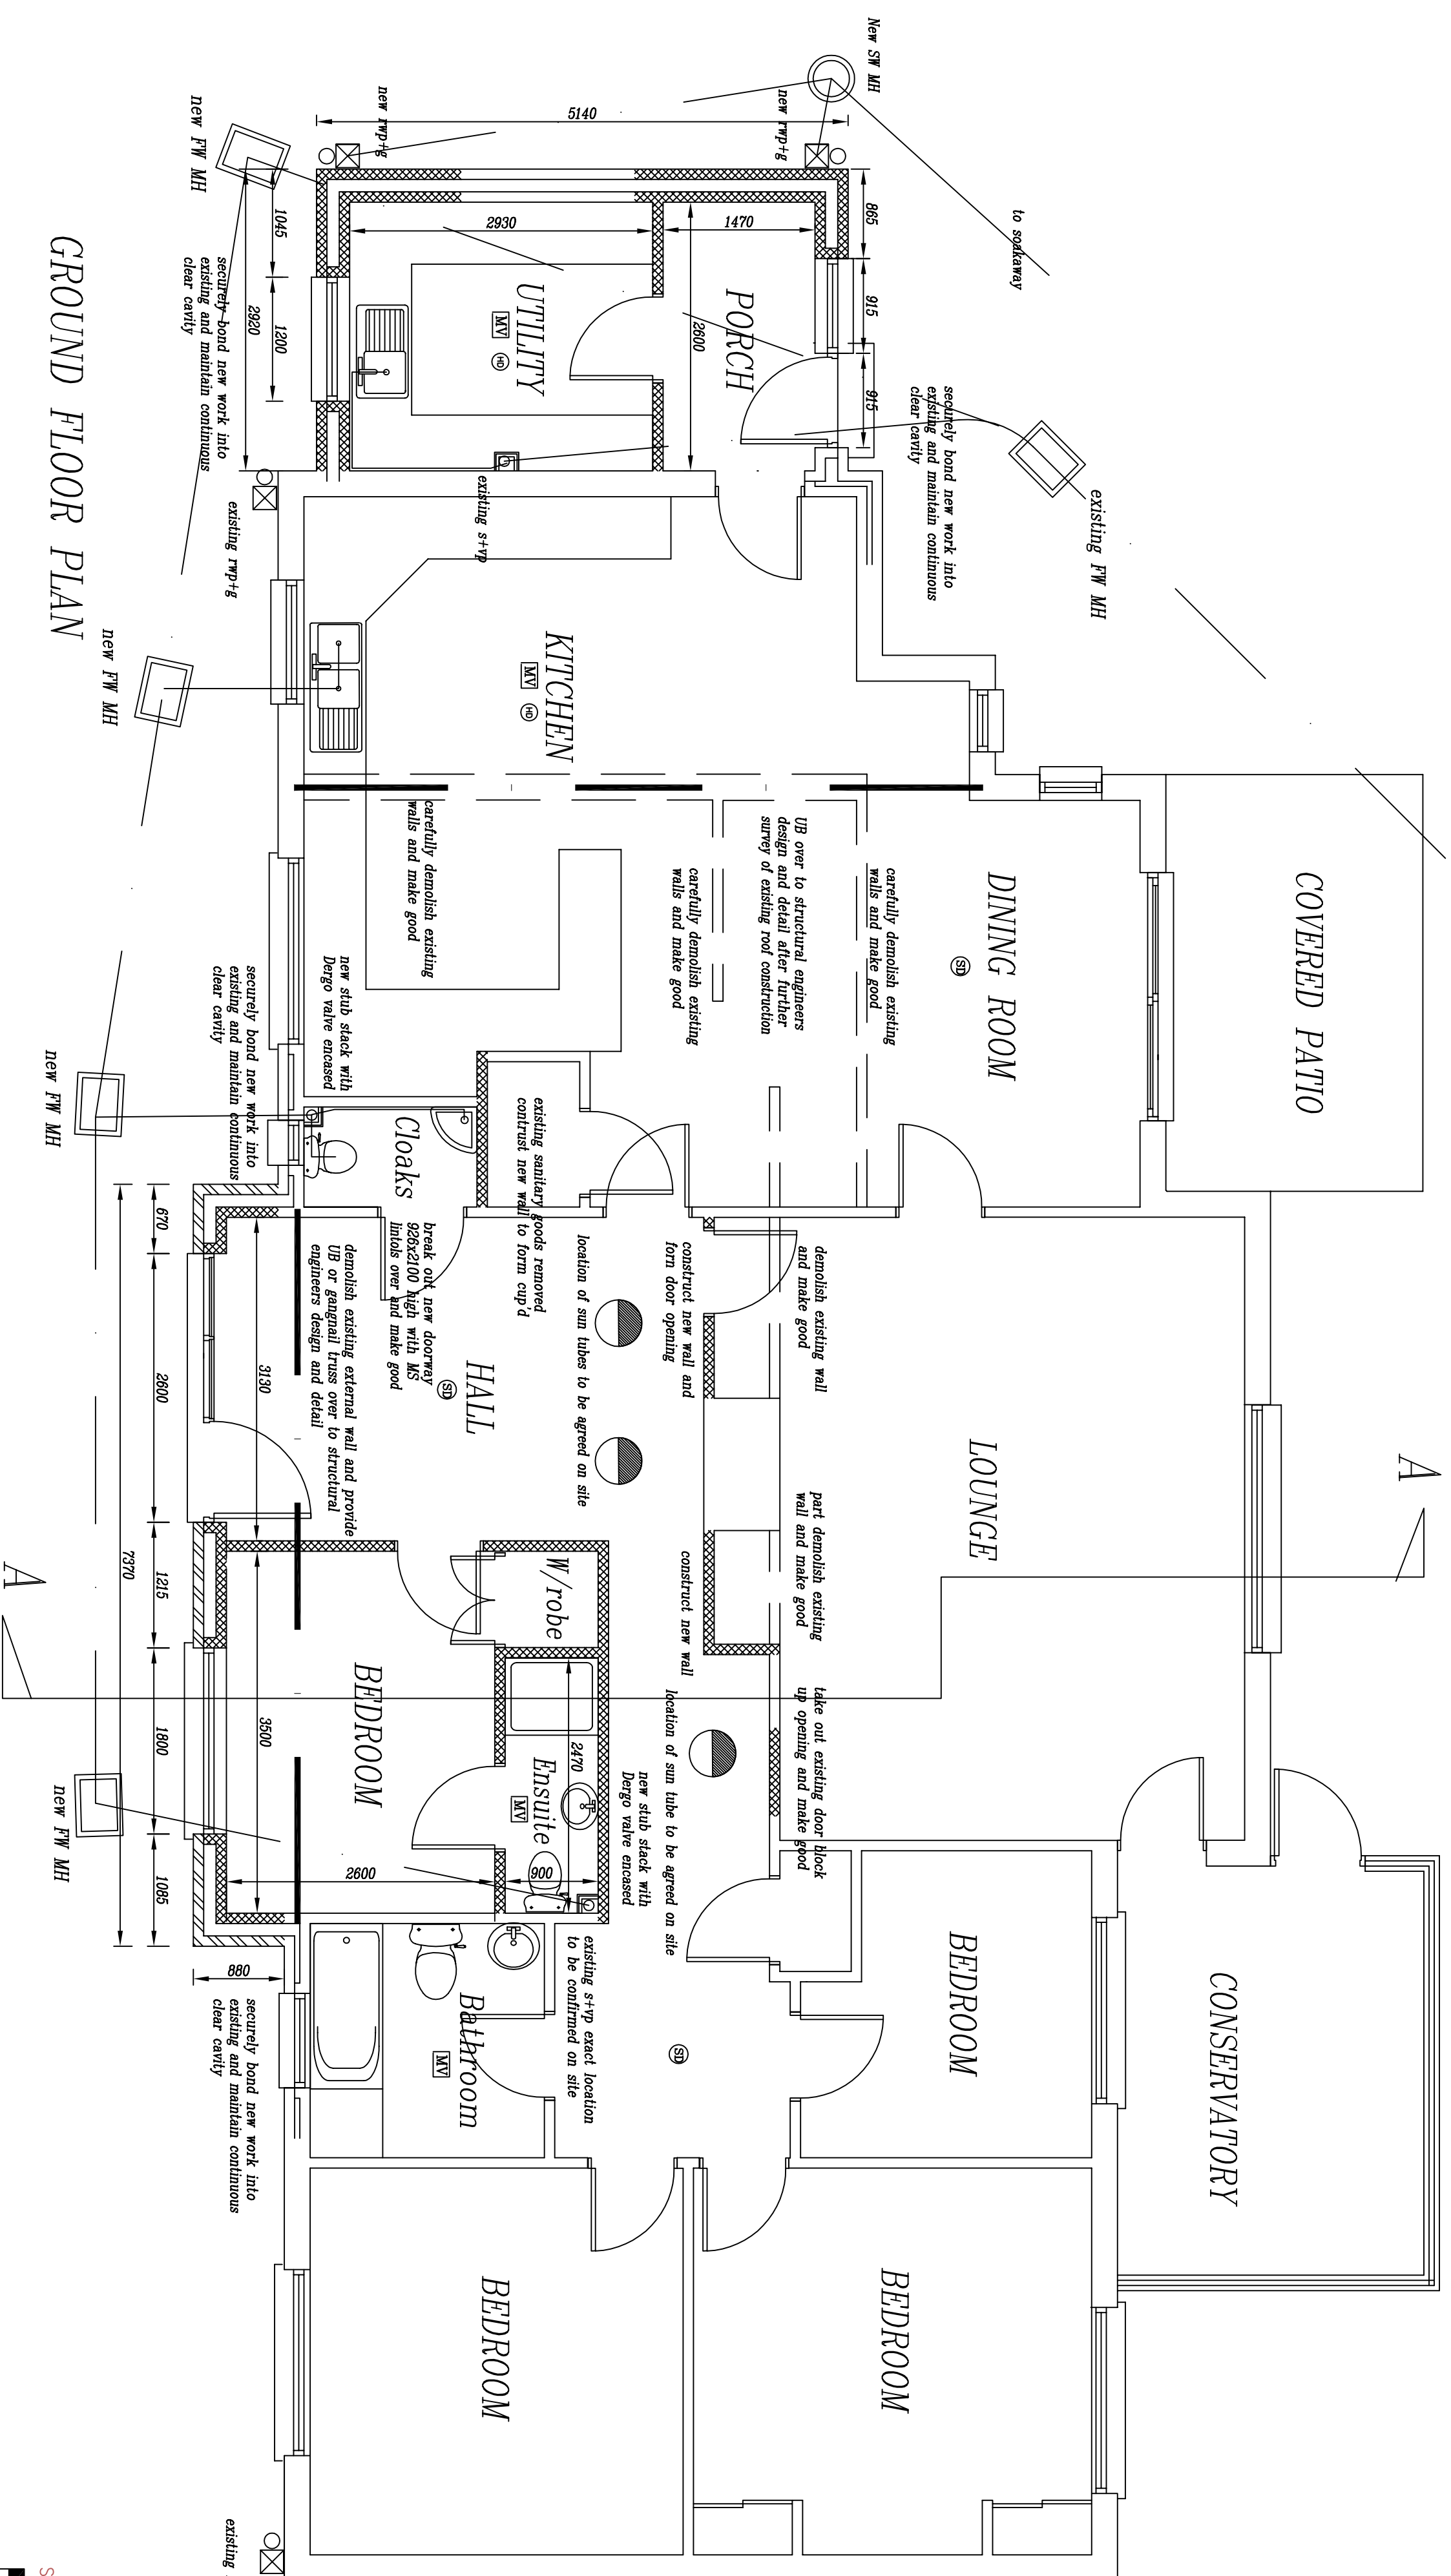 COVERED PATIO
CONSERVATORY
A
New SW MH
to soakaway
existing FW MH
securely bond new work into
existing and maintain continuous
clear cavity
new rwp+g
new rwp+g
5140
865
915
915
1470
2930
2600
PORCH
UTILITY
MV
HD
1045
1200
2920
new FW MH
securely bond new work into
existing and maintain continuous
clear cavity
existing s+vp
existing rwp+g
KITCHEN
MV
HD
new FW MH
DINING ROOM
SD
carefully demolish existing
walls and make good
UB over to structural engineers
design and detail after further
survey of existing roof construction
carefully demolish existing
walls and make good
carefully demolish existing
walls and make good
new stub stack with
Dergo valve encased
securely bond new work into
existing and maintain continuous
clear cavity
new FW MH
Cloaks
existing sanitary goods removed
contrust new wall to form cup'd
break out new doorway
926x2100 high with MS
lintols over and make good
demolish existing external wall and provide
UB or gangnail truss over to structural
engineers design and detail
HALL
SD
location of sun tubes to be agreed on site
construct new wall and
forn door opening
demolish existing wall
and make good
LOUNGE
part demolish existing
wall and make good
construct new wall
take out existing door block
up opening and make good
location of sun tube to be agreed on site
new stub stack with
Dergo valve encased
W/robe
Ensuite
MV
2470
900
2600
BEDROOM
3130
3500
670
2600
1215
1800
1085
7370
880
new FW MH
A
securely bond new work into
existing and maintain continuous
clear cavity
existing s+vp exact location
to be confirmed on site
Bathroom
MV
SD
BEDROOM
BEDROOM
BEDROOM
existing
GROUND FLOOR PLAN
S